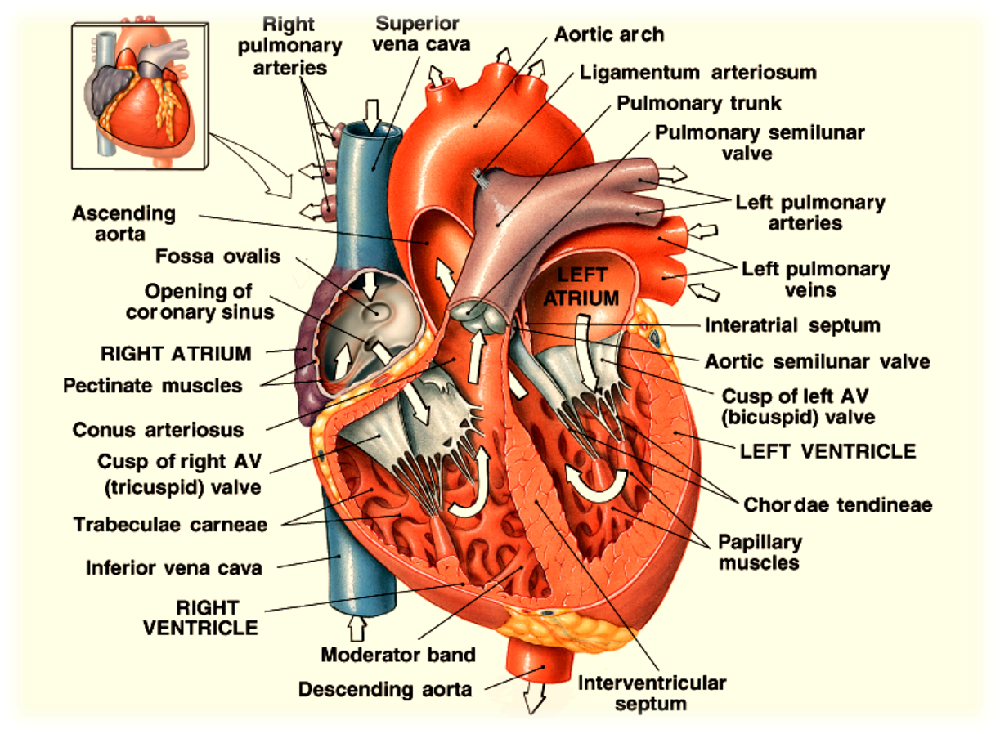 Right
pulmonary
arteries
Superior
vena cava
Aortic arch
Ligamentum arteriosum
Pulmonary trunk
Pulmonary semilunar
valve
Left pulmonary
arteries
Left pulmonary
veins
LEFT
ATRIUM
Interatrial septum
Aortic semilunar valve
Cusp of left AV
(bicuspid) valve
LEFT VENTRICLE
Chordae tendineae
Papillary
muscles
Ascending
aorta
Fossa ovalis
Opening of
coronary sinus
RIGHT ATRIUM
Pectinate muscles
Conus arteriosus
Cusp of right AV
(tricuspid) valve
Trabeculae carneae
Inferior vena cava
RIGHT
VENTRICLE
Moderator band
Descending aorta
Interventricular
septum